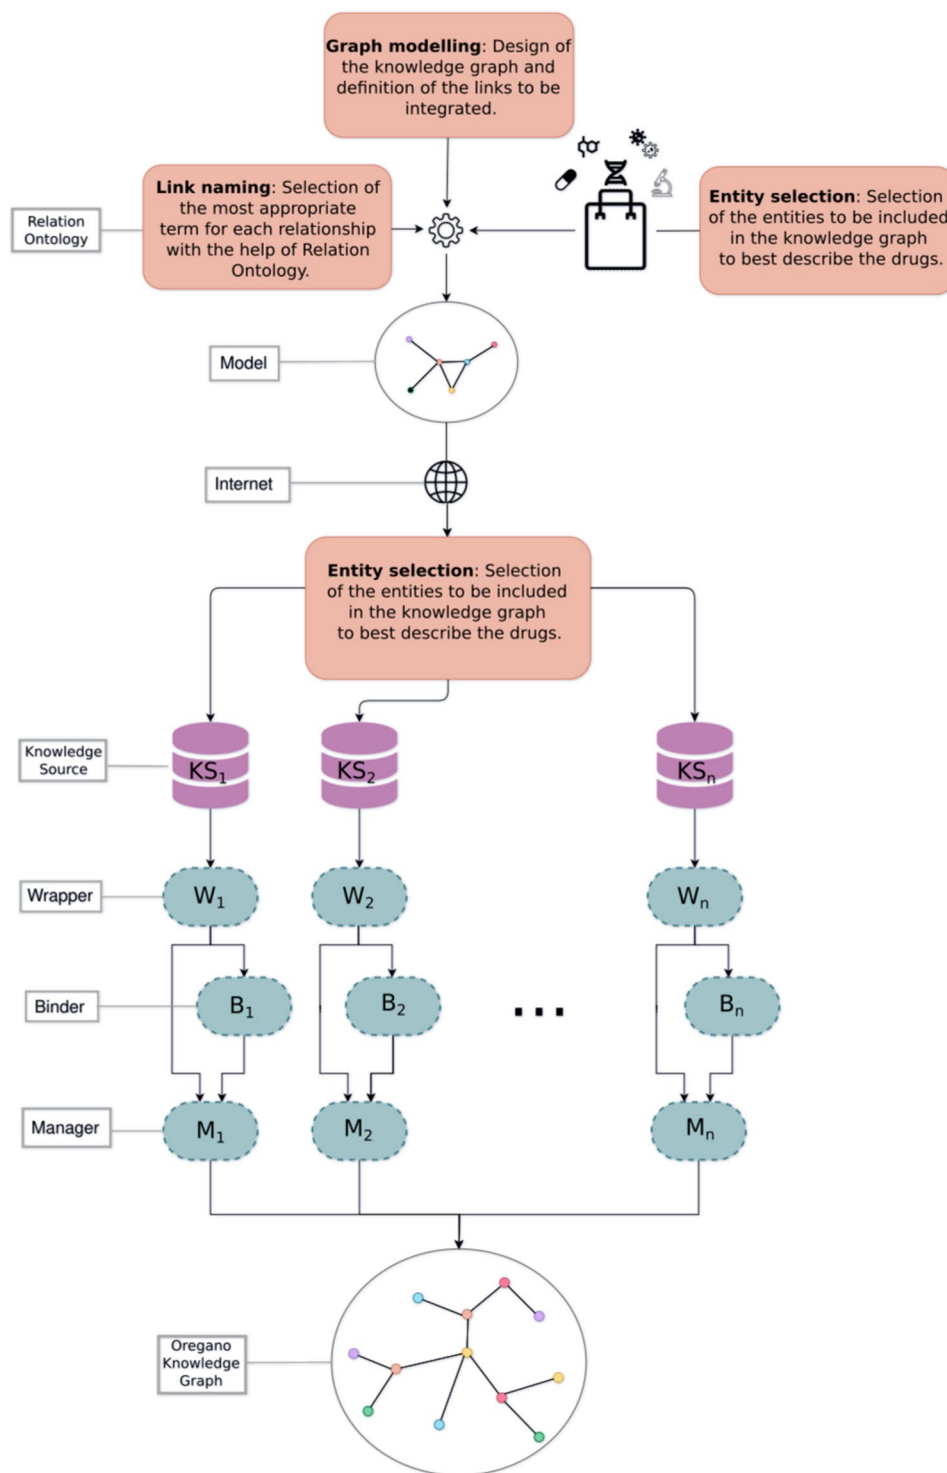 Graph modelling: Design of
the knowledge graph and
definition of the links to be
integrated.
Relation
Ontology
Link naming: Selection of
the most appropriate
term for each relationship
with the help of Relation
Ontology.
Entity selection: Selection
of the entities to be included
in the knowledge graph
to best describe the drugs.
Model
Internet
Entity selection: Selection
of the entities to be included
in the knowledge graph
to best describe the drugs.
Knowledge
Source
KS1
KS2
KSn
Wrapper
W1
W2
Wn
Binder
B1
B2
...
Bn
Manager
M1
M2
Mn
Oregano
Knowledge
Graph